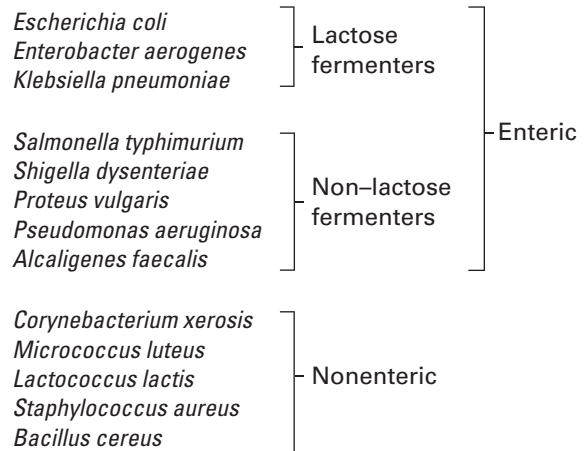 Escherichia coli
Enterobacter aerogenes
Klebsiella pneumoniae
Lactose
fermenters
Salmonella typhimurium
Shigella dysenteriae
Proteus vulgaris
Pseudomonas aeruginosa
Alcaligenes faecalis
Non–lactose
fermenters
Enteric
Corynebacterium xerosis
Micrococcus luteus
Lactococcus lactis
Staphylococcus aureus
Bacillus cereus
Nonenteric